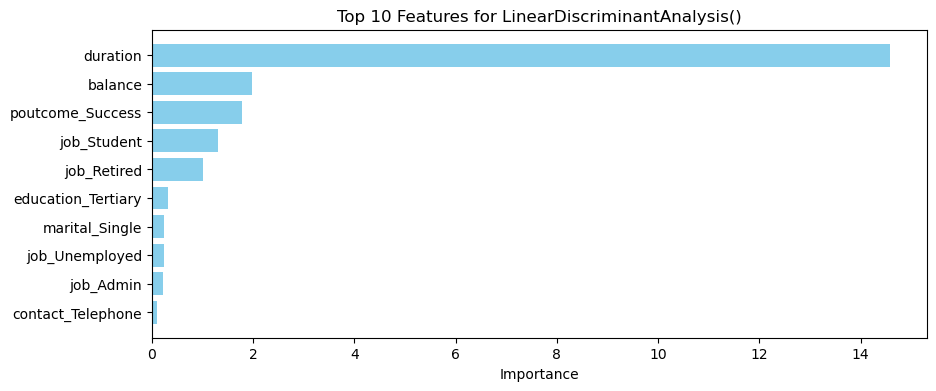 Top 10 Features for LinearDiscriminantAnalysis()
duration
balance
poutcome_Success
job_Student
job_Retired
education_Tertiary
marital_Single
job_Unemployed
job_Admin
contact_Telephone
0 2 4 6 8 10 12 14
Importance